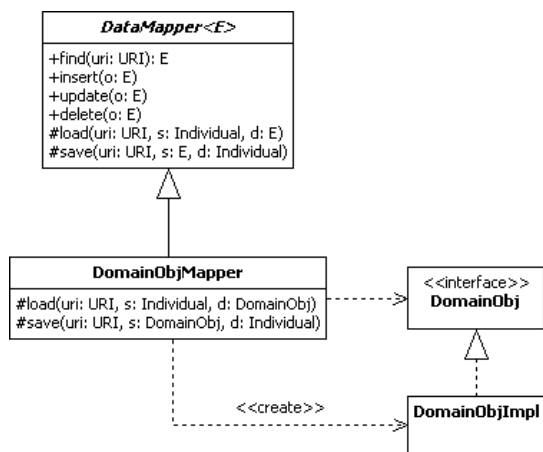 DataMapper<E>
+find(uri: URI): E
+insert(o: E)
+update(o: E)
+delete(o: E)
#load(uri: URI, s: Individual, d: E)
#save(uri: URI, s: E, d: Individual)
DomainObjMapper
#load(uri: URI, s: Individual, d: DomainObj)
#save(uri: URI, s: DomainObj, d: Individual)
<<interface>>
DomainObj
<<create>>
DomainObjImpl